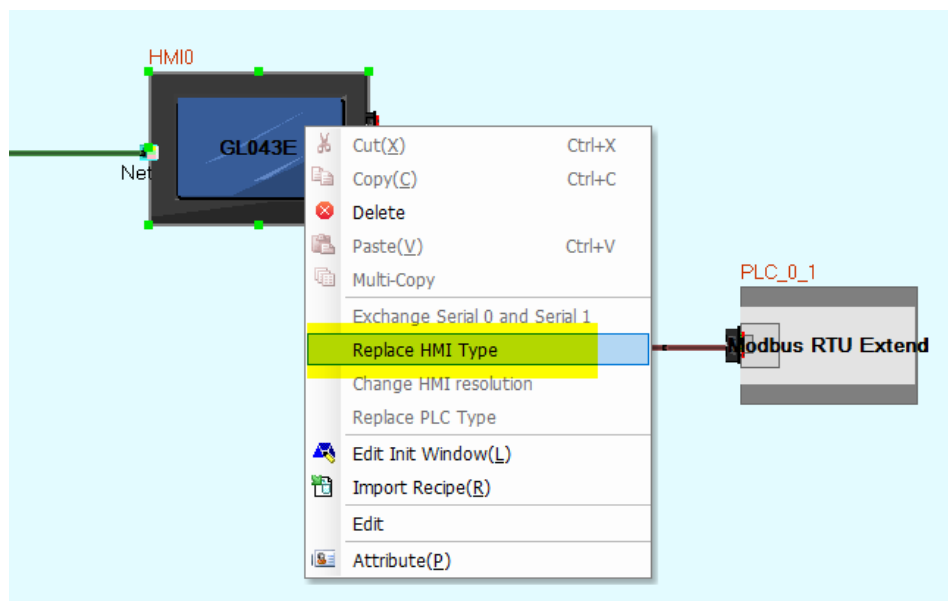 HMI0
GL043E
Net
Cut(X) Ctrl+X
Copy(C) Ctrl+C
Delete
Paste(V) Ctrl+V
Multi-Copy
Exchange Serial 0 and Serial 1
Replace HMI Type
Change HMI resolution
Replace PLC Type
Edit Init Window(L)
Import Recipe(R)
Edit
Attribute(P)
PLC_0_1
Modbus RTU Extend